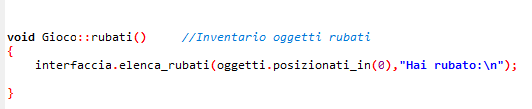 void Gioco::rubati() //Inventario oggetti rubati
{
interfaccia.elenca_rubati(oggetti.posizionati_in(0),"Hai rubato:\n");
}